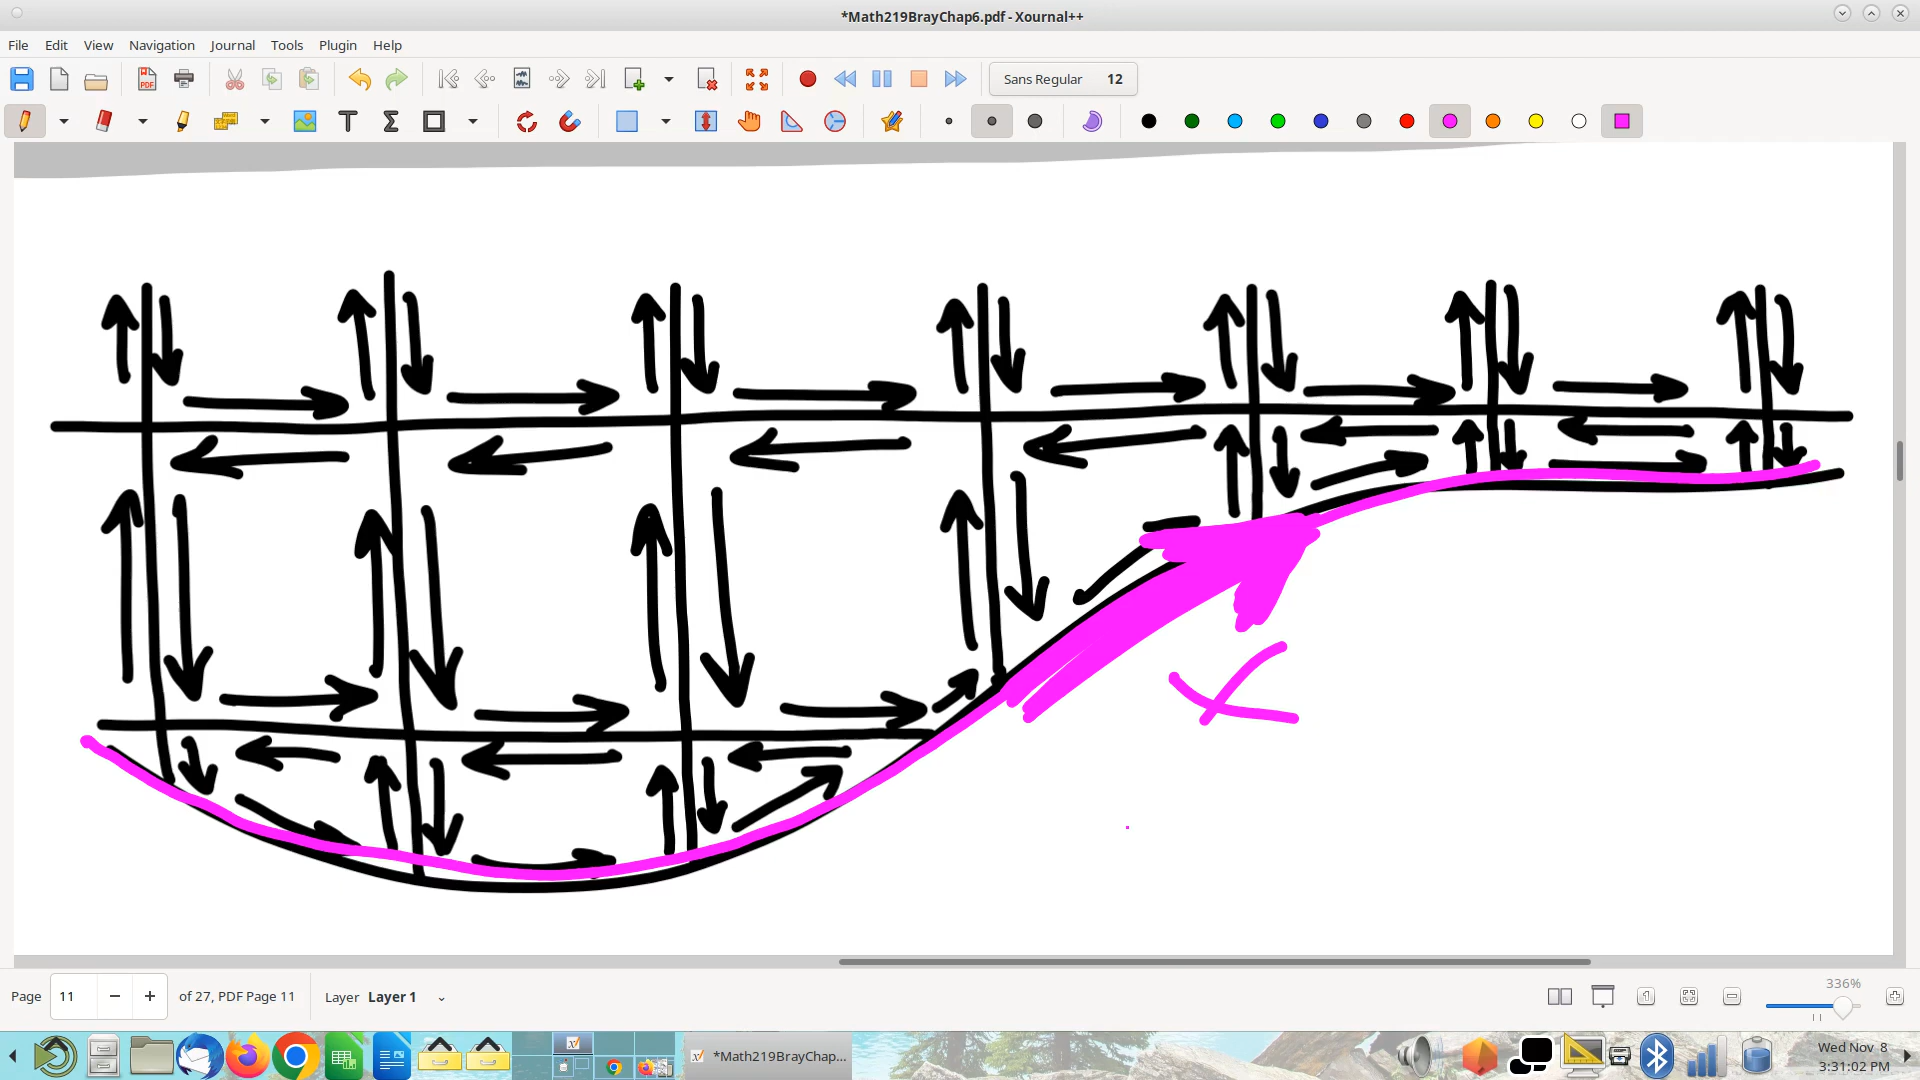 *Math219BrayChap6.pdf - Xournal++
File Edit View Navigation Journal Tools Plugin Help
Sans Regular 12
Page 11 of 27, PDF Page 11 Layer Layer 1
336%
*Math219BrayChap...
Wed Nov 8
3:31:02 PM